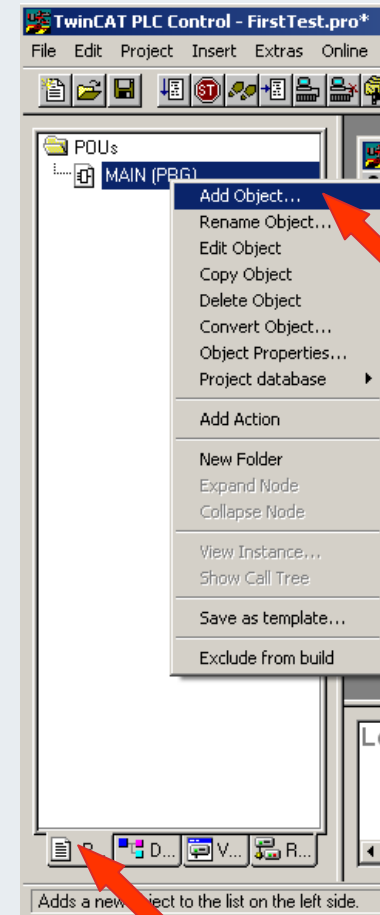 TwinCAT PLC Control - FirstTest.pro*
File Edit Project Insert Extras Online
POUs
MAIN (PRG)
Add Object...
Rename Object...
Edit Object
Copy Object
Delete Object
Convert Object...
Object Properties...
Project database
Add Action
New Folder
Expand Node
Collapse Node
View Instance...
Show Call Tree
Save as template...
Exclude from build
D... V... R...
Adds a new to the list on the left side.